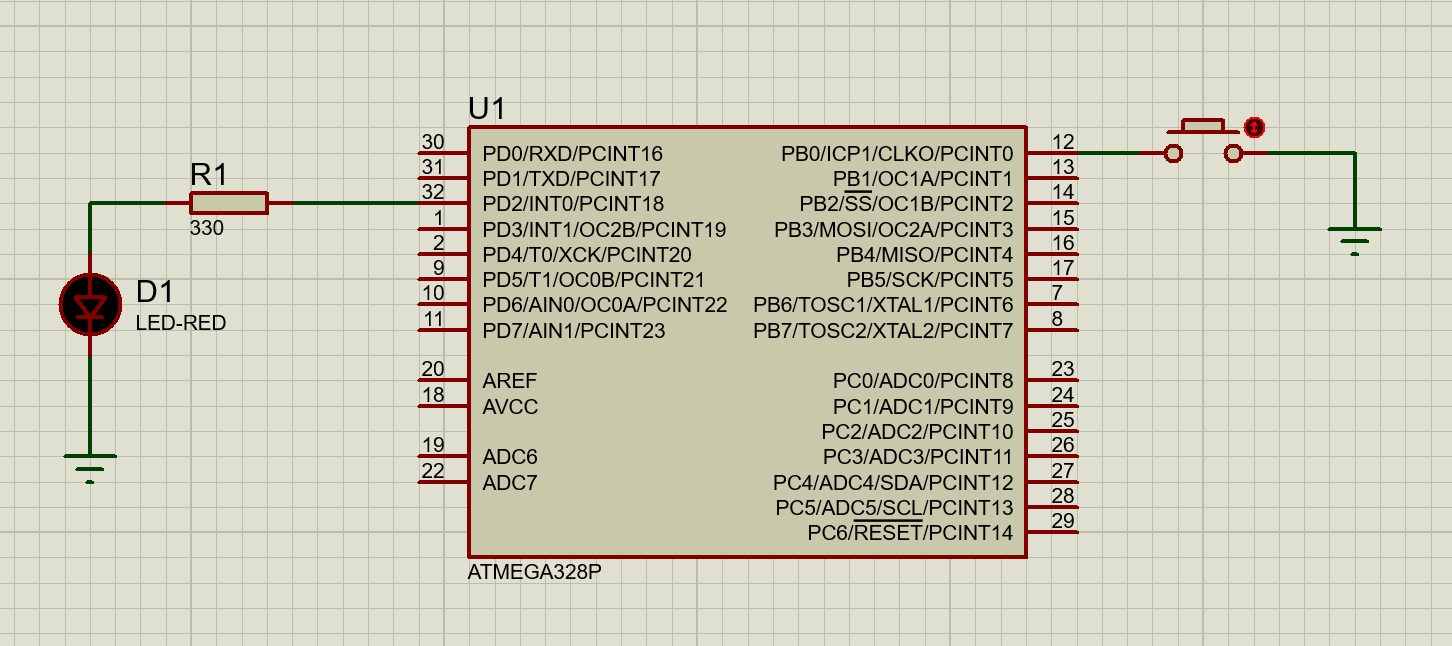 U1
R1
330
D1
LED-RED
30 PD0/RXD/PCINT16
31 PD1/TXD/PCINT17
32 PD2/INT0/PCINT18
1 PD3/INT1/OC2B/PCINT19
2 PD4/T0/XCK/PCINT20
9 PD5/T1/OC0B/PCINT21
10 PD6/AIN0/OC0A/PCINT22
11 PD7/AIN1/PCINT23
20 AREF
18 AVCC
19 ADC6
22 ADC7
PB0/ICP1/CLKO/PCINT0 12
PB1/OC1A/PCINT1 13
PB2/SS/OC1B/PCINT2 14
PB3/MOSI/OC2A/PCINT3 15
PB4/MISO/PCINT4 16
PB5/SCK/PCINT5 17
PB6/TOSC1/XTAL1/PCINT6 7
PB7/TOSC2/XTAL2/PCINT7 8
PC0/ADC0/PCINT8 23
PC1/ADC1/PCINT9 24
PC2/ADC2/PCINT10 25
PC3/ADC3/PCINT11 26
PC4/ADC4/SDA/PCINT12 27
PC5/ADC5/SCL/PCINT13 28
PC6/RESET/PCINT14 29
ATMEGA328P